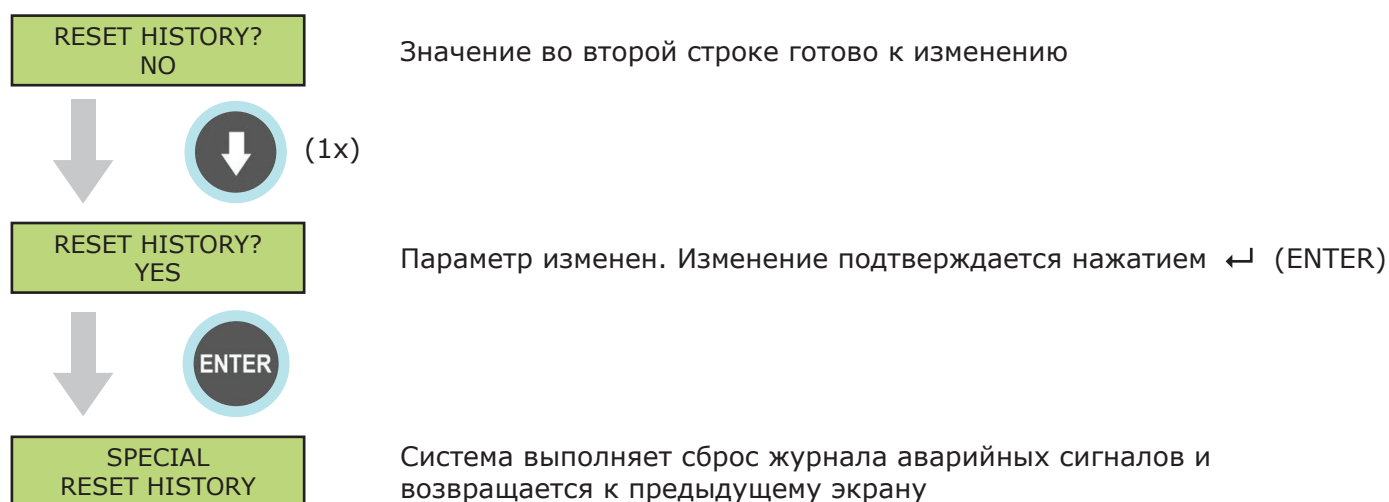 RESET HISTORY?
NO
Значение во второй строке готово к изменению
(1x)
RESET HISTORY?
YES
Параметр изменен. Изменение подтверждается нажатием ↵ (ENTER)
ENTER
SPECIAL
RESET HISTORY
Система выполняет сброс журнала аварийных сигналов и
возвращается к предыдущему экрану